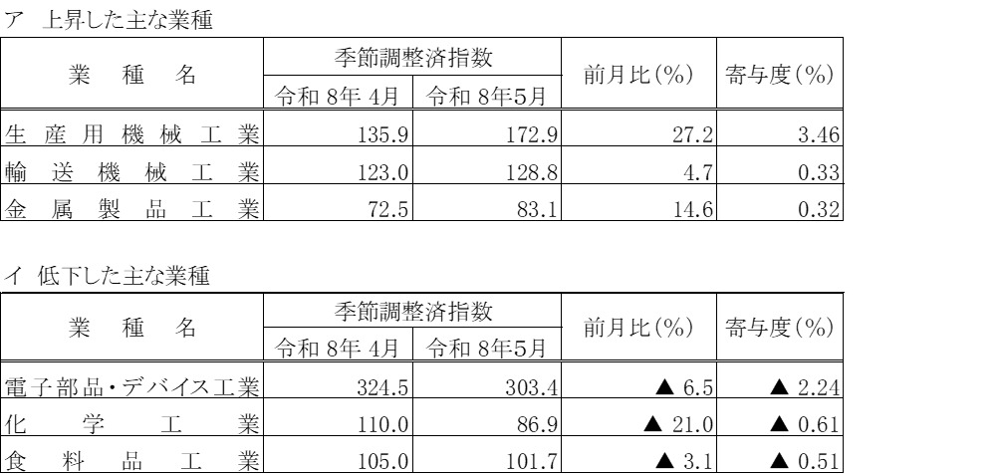 ア 上昇した主な業種
業種名 季節調整済指数 前月比(%) 寄与度(%)
令和 8年 4月 令和 8年5月
生産用機械工業 135.9 172.9 27.2 3.46
輸送機械工業 123.0 128.8 4.7 0.33
金属製品工業 72.5 83.1 14.6 0.32
イ 低下した主な業種
業種名 季節調整済指数 前月比(%) 寄与度(%)
令和 8年 4月 令和 8年5月
電子部品・デバイス工業 324.5 303.4 ▲ 6.5 ▲ 2.24
化学工業 110.0 86.9 ▲ 21.0 ▲ 0.61
食料品工業 105.0 101.7 ▲ 3.1 ▲ 0.51